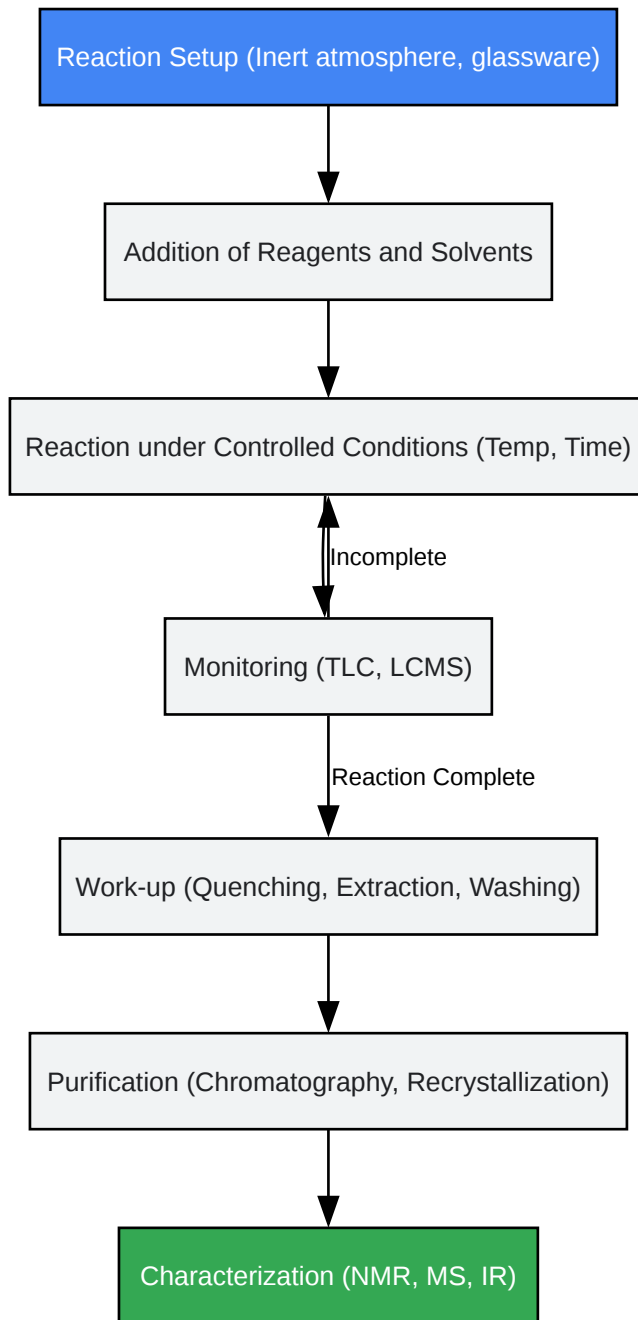 Reaction Setup (Inert atmosphere, glassware)
Addition of Reagents and Solvents
Reaction under Controlled Conditions (Temp, Time)
Incomplete
Monitoring (TLC, LCMS)
Reaction Complete
Work-up (Quenching, Extraction, Washing)
Purification (Chromatography, Recrystallization)
Characterization (NMR, MS, IR)